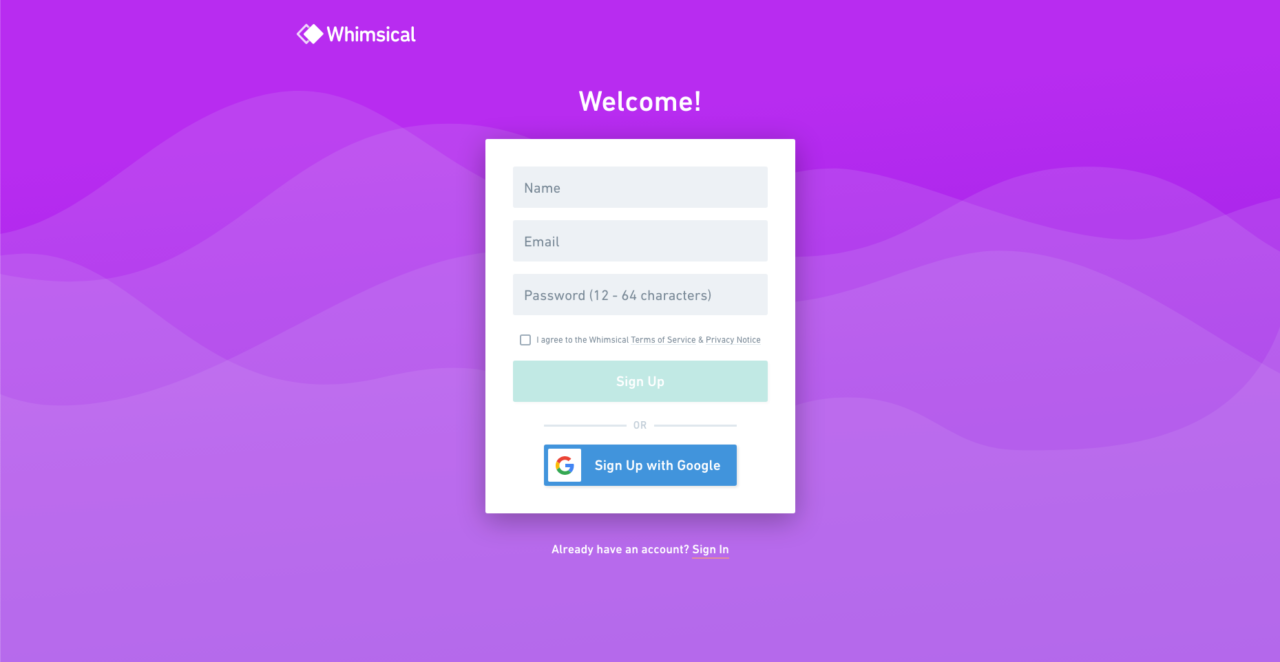 Whimsical
Welcome!
Name
Email
Password (12 - 64 characters)
I agree to the Whimsical Terms of Service & Privacy Notice
Sign Up
OR
Sign Up with Google
Already have an account? Sign In